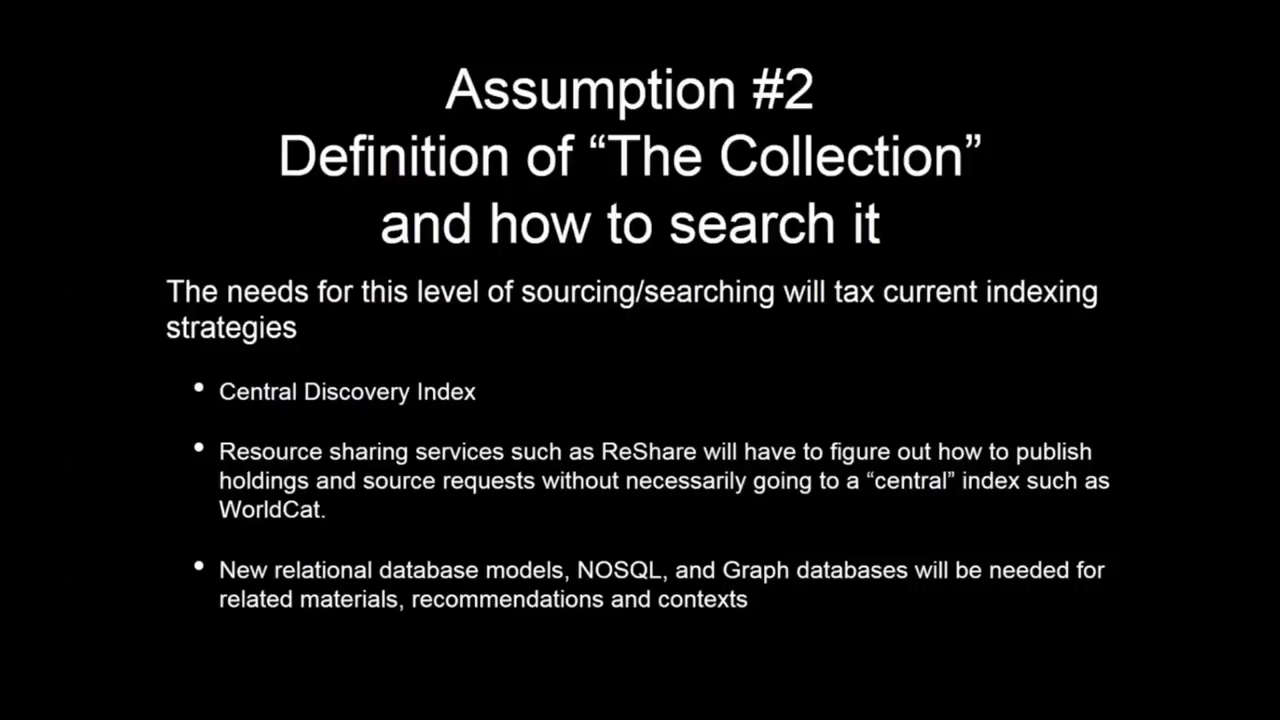 Assumption #2
Definition of “The Collection”
and how to search it
The needs for this level of sourcing/searching will tax current indexing
strategies
• Central Discovery Index
• Resource sharing services such as ReShare will have to figure out how to publish
holdings and source requests without necessarily going to a “central” index such as
WorldCat.
• New relational database models, NOSQL, and Graph databases will be needed for
related materials, recommendations and contexts